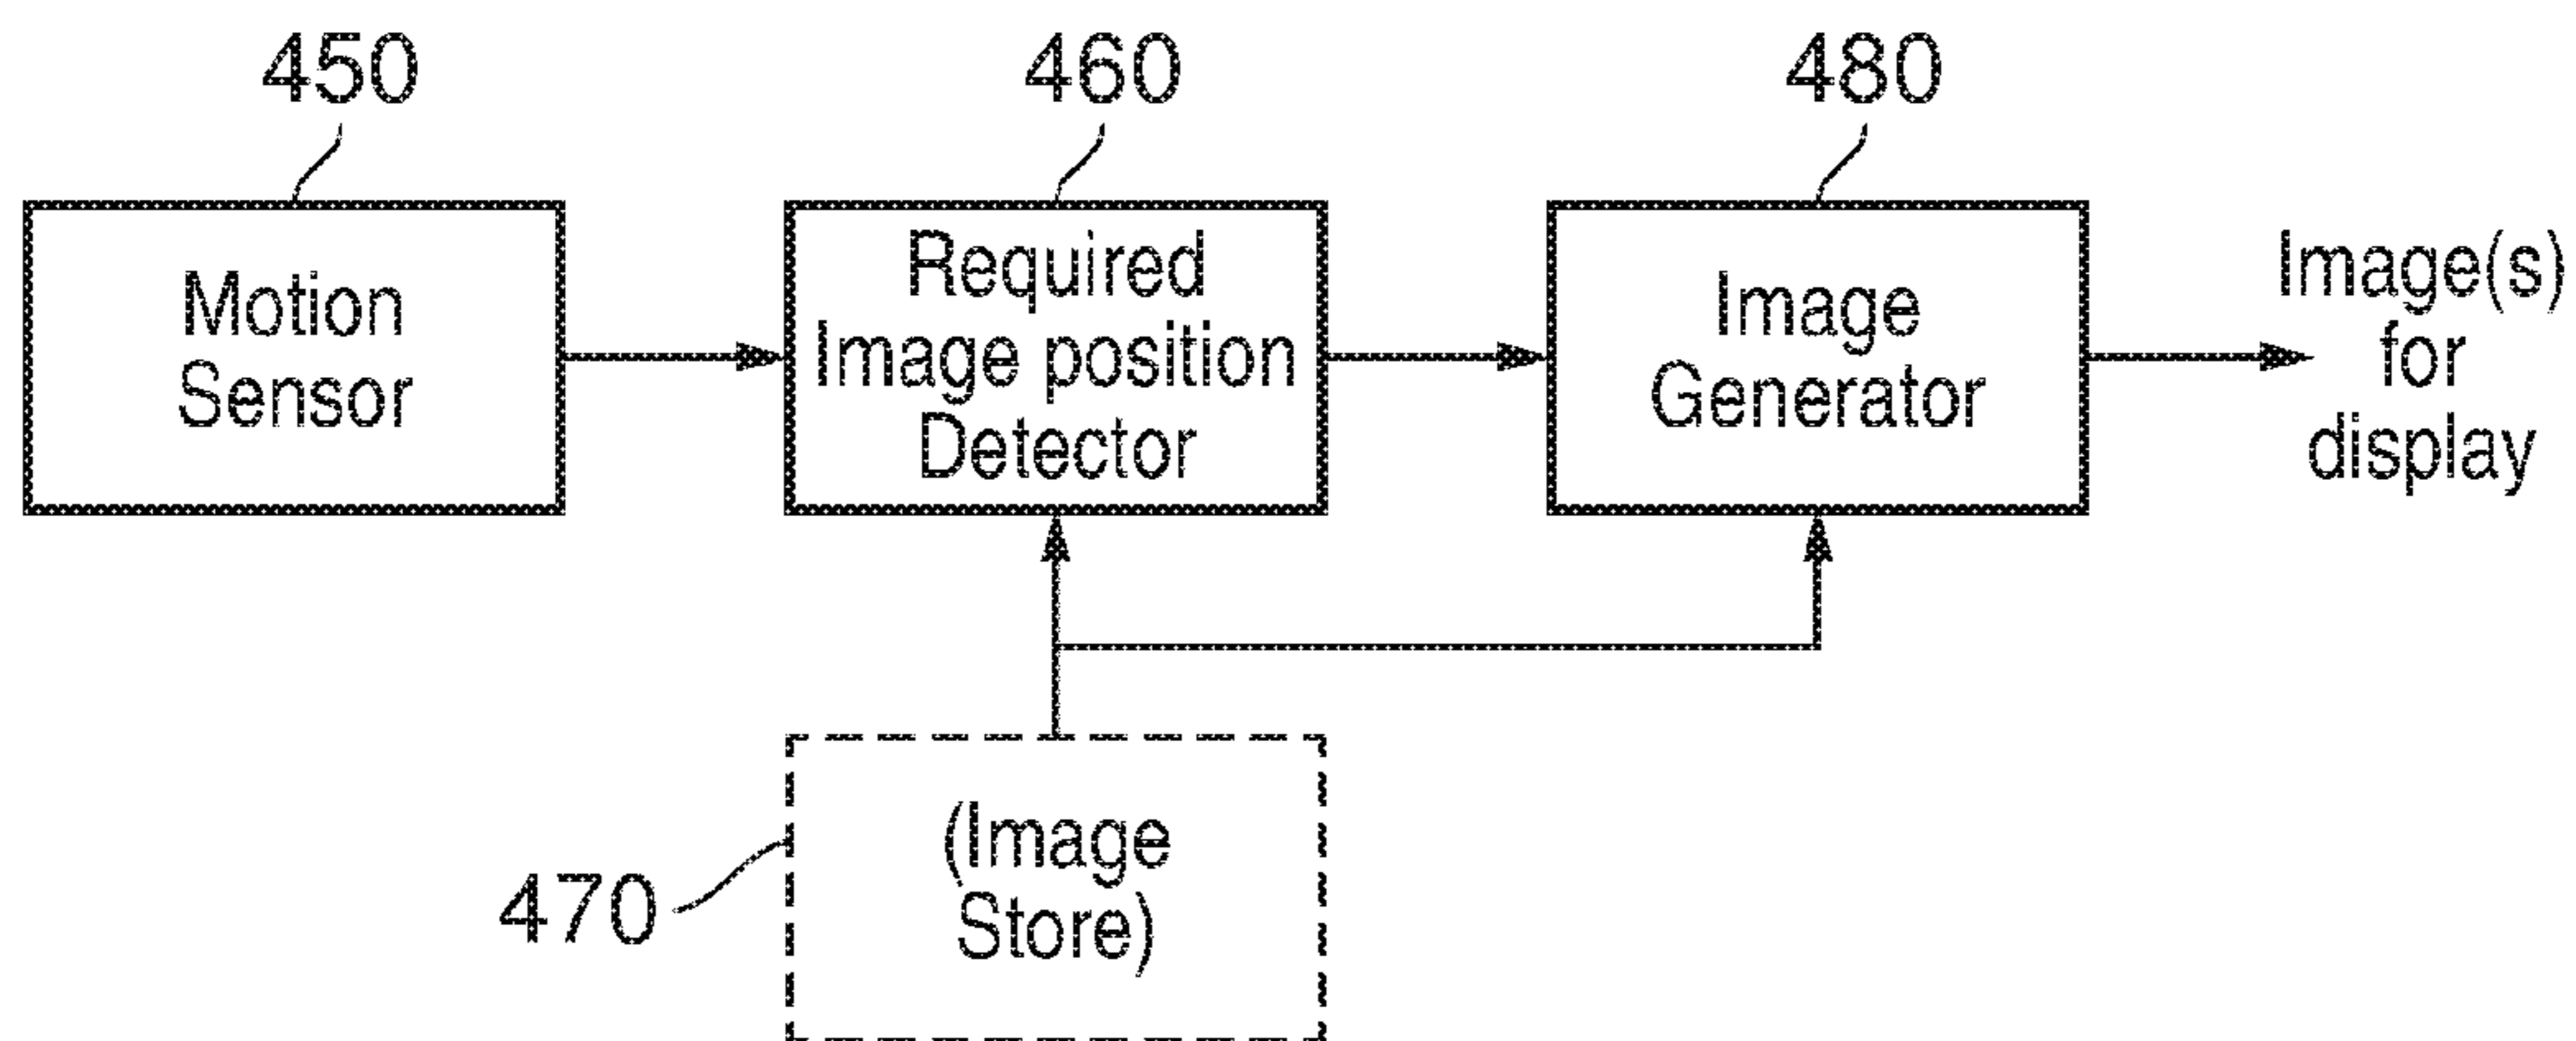 450
460
480
Motion
Sensor
Required
Image position
Detector
Image
Generator
Image(s)
for
display
470
(Image
Store)